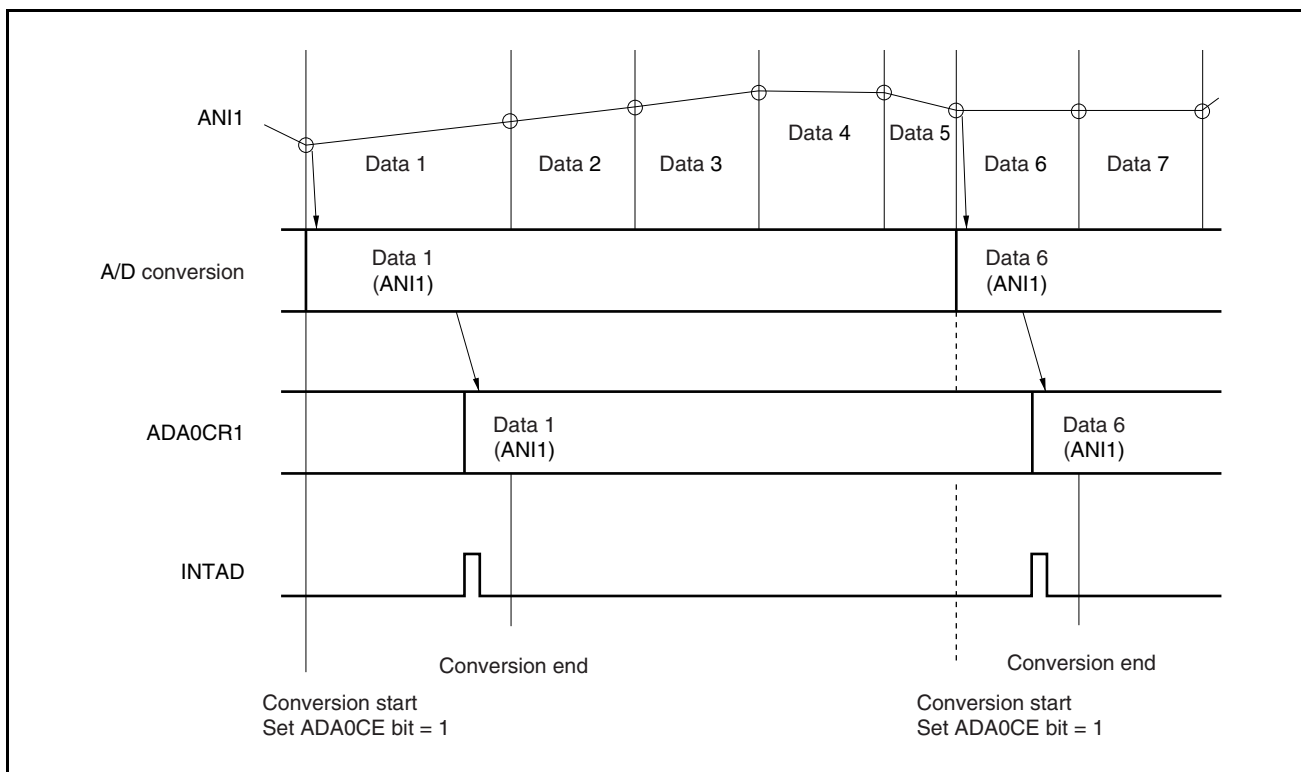 ANI1
Data 1
Data 2
Data 3
Data 4
Data 5
Data 6
Data 7
A/D conversion
Data 1
(ANI1)
Data 6
(ANI1)
ADA0CR1
Data 1
(ANI1)
Data 6
(ANI1)
INTAD
Conversion end
Conversion end
Conversion start
Set ADA0CE bit = 1
Conversion start
Set ADA0CE bit = 1